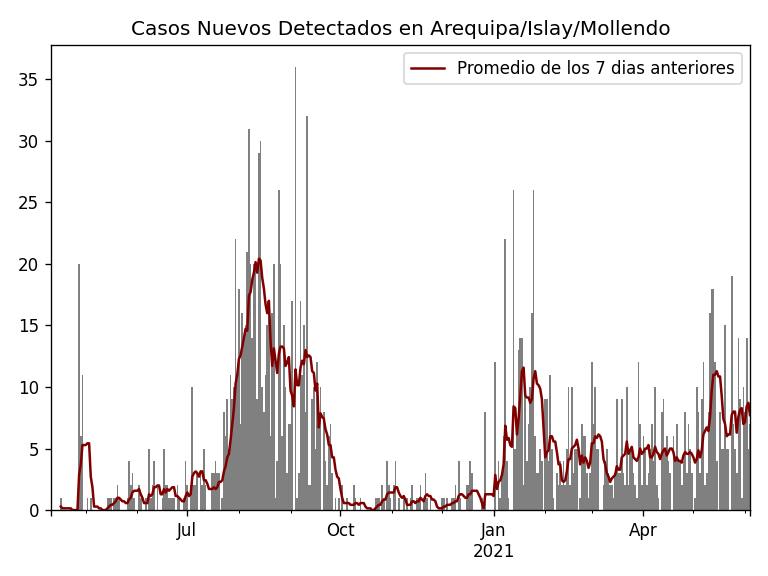 Casos Nuevos Detectados en Arequipa/Islay/Mollendo
Promedio de los 7 dias anteriores
35
30
25
20
15
10
5
0
Jul
Oct
Jan
2021
Apr